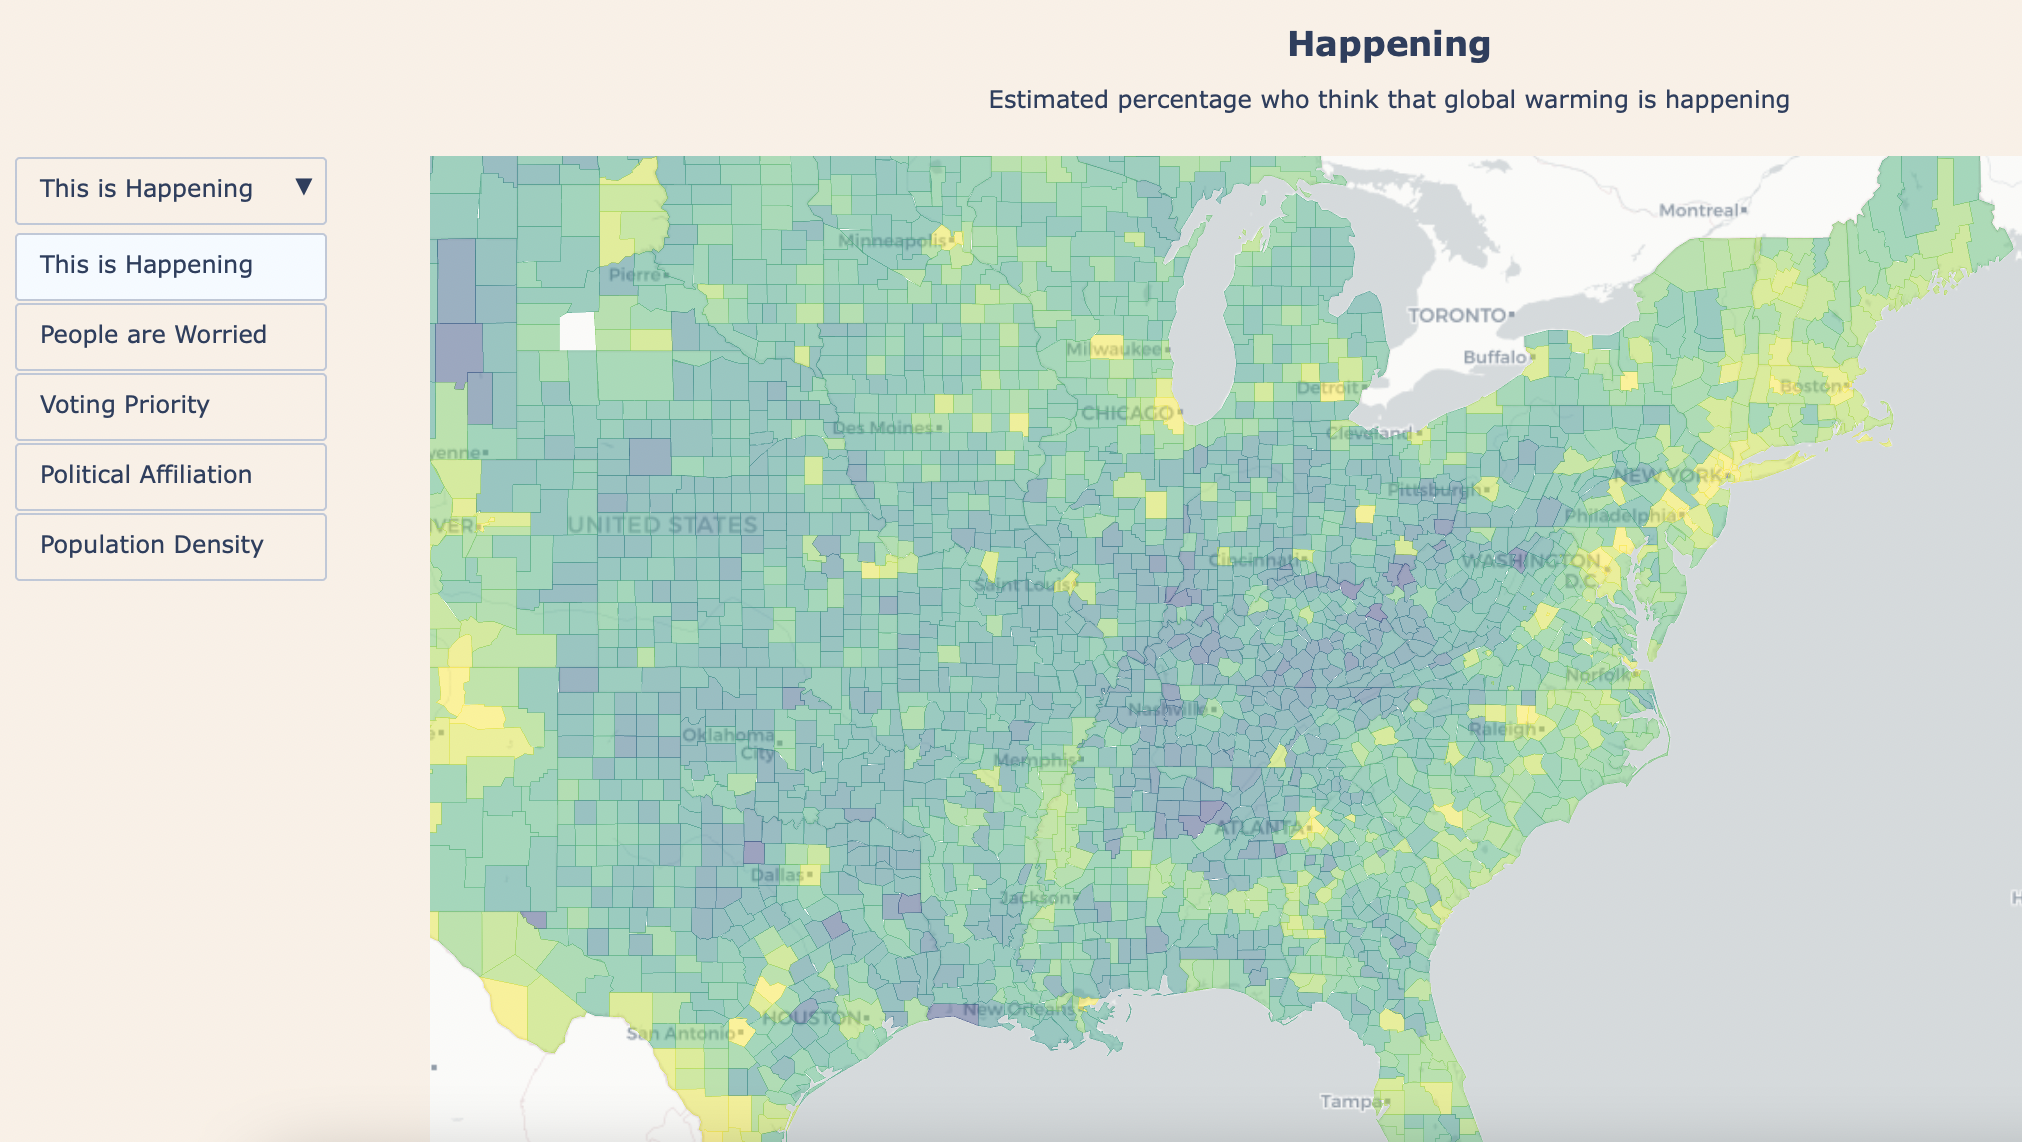 Happening
Estimated percentage who think that global warming is happening
This is Happening ▼
This is Happening
People are Worried
Voting Priority
Political Affiliation
Population Density
Montreal
Minneapolis
Pierre
TORONTO
Milwaukee
Buffalo
Detroit
Boston
CHICAGO
Des Moines
Cleveland
yenne
NEW YORK
Pittsburgh
IVER
UNITED STATES
Philadelphia
Cincinnati
WASHINGTON
D.C.
Saint Louis
Norfolk
Nashville
Raleigh
Oklahoma
City
Memphis
ATLANTA
Dallas
Jackson
New Orleans
HOUSTON
San Antonio
Tampa